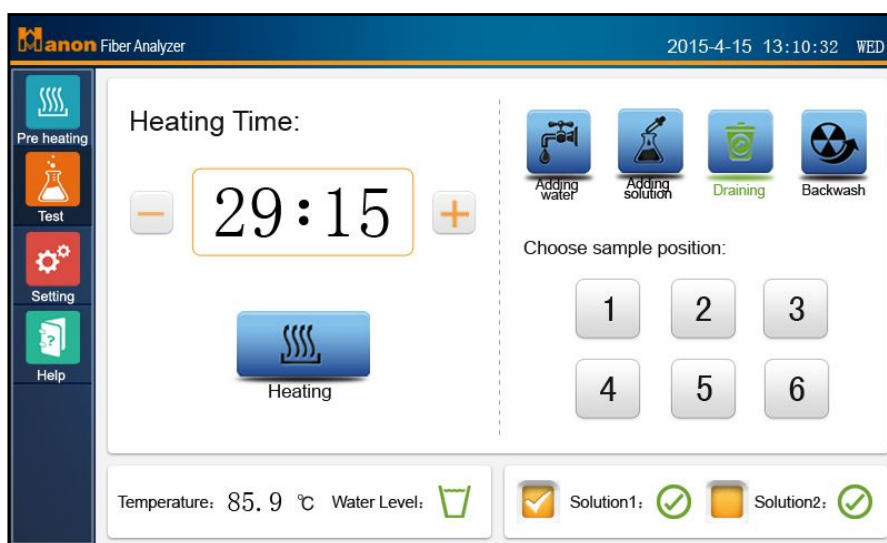 Manon Fiber Analyzer
2015-4-15 13:10:32 WED
Pre heating
Test
Setting
?
Help
Heating Time:
− 29:15 +
Heating
Adding
water
Adding
solution
Draining
Backwash
Choose sample position:
1 2 3
4 5 6
Temperature: 85.9 ℃ Water Level:
Solution1: Solution2: